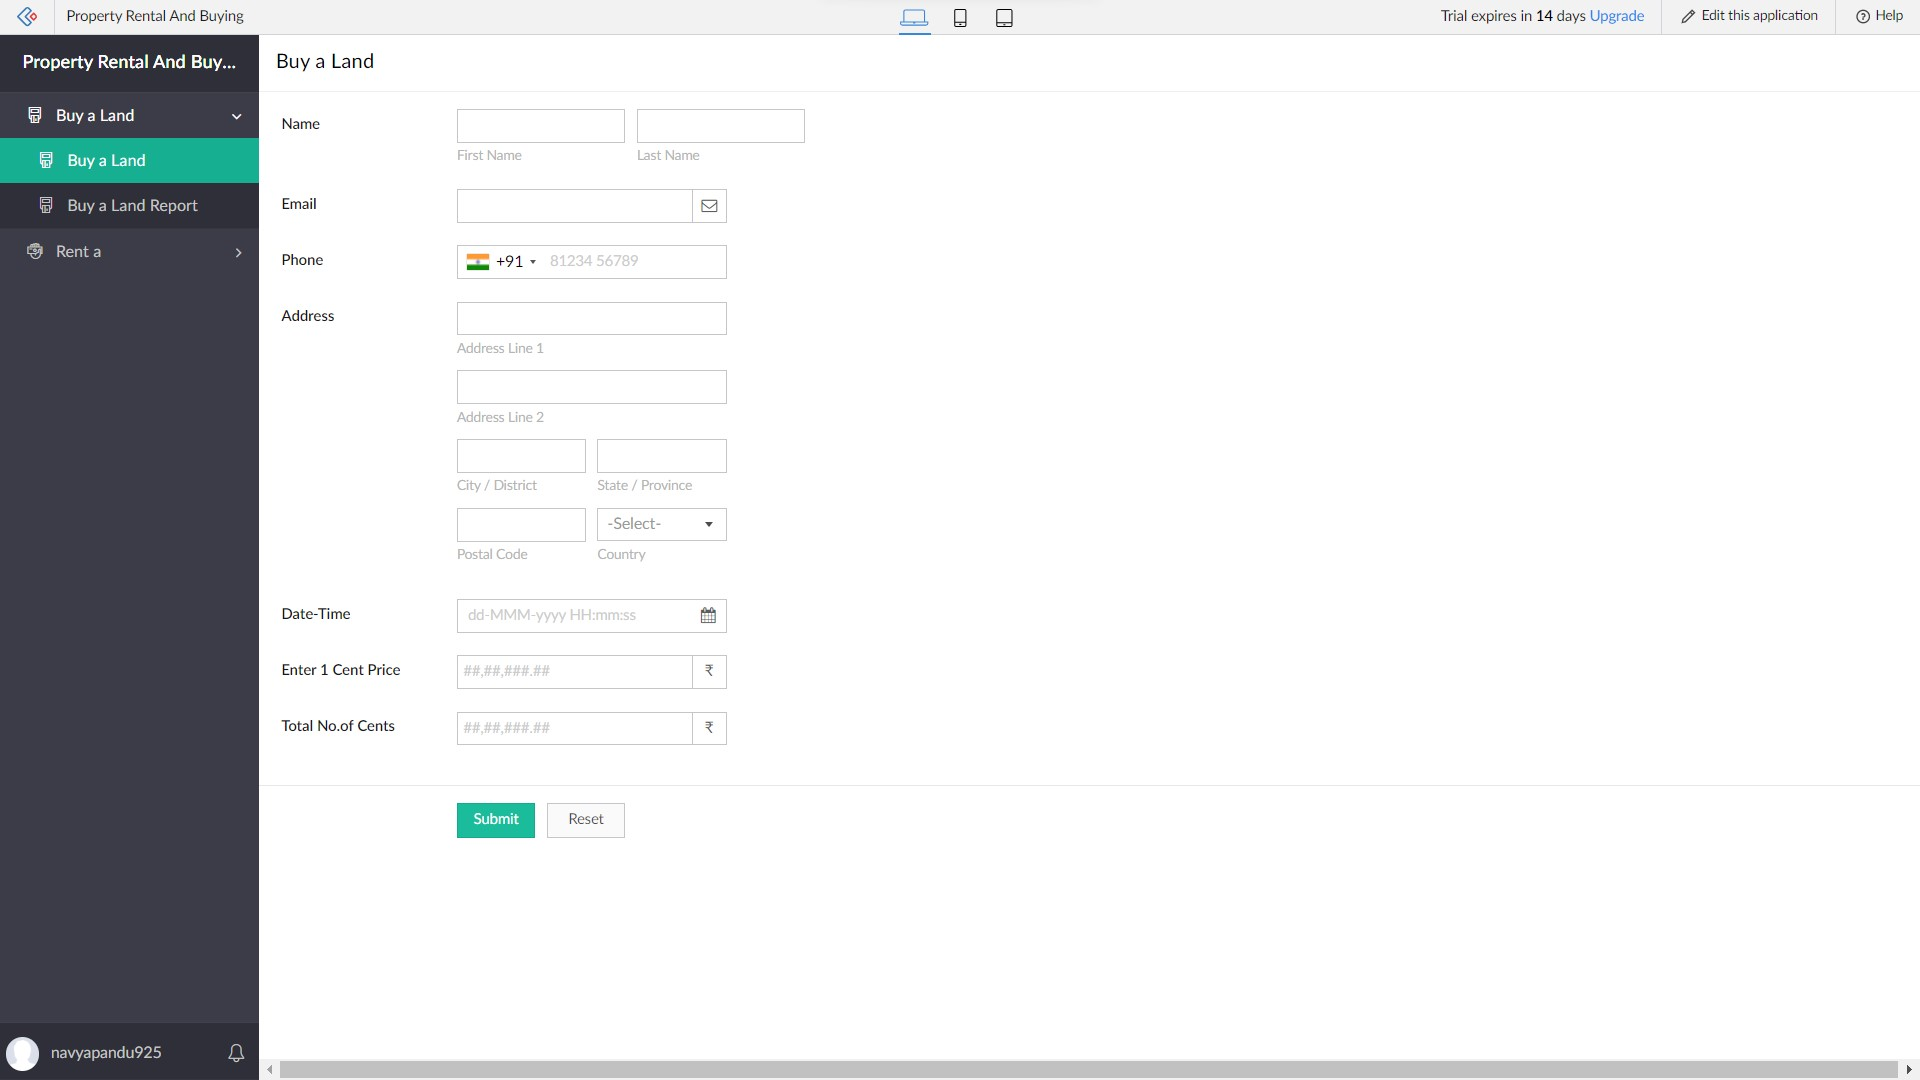 Property Rental And Buying
Trial expires in 14 days Upgrade
Edit this application
Help
Property Rental And Buy...
Buy a Land
Buy a Land
Buy a Land Report
Rent a
navyapandu925
Buy a Land
Name
First Name
Last Name
Email
Phone
+91 81234 56789
Address
Address Line 1
Address Line 2
City / District
State / Province
-Select-
Postal Code
Country
Date-Time
dd-MMM-yyyy HH:mm:ss
Enter 1 Cent Price
##,##,###.## ₹
Total No.of Cents
##,##,###.## ₹
Submit
Reset